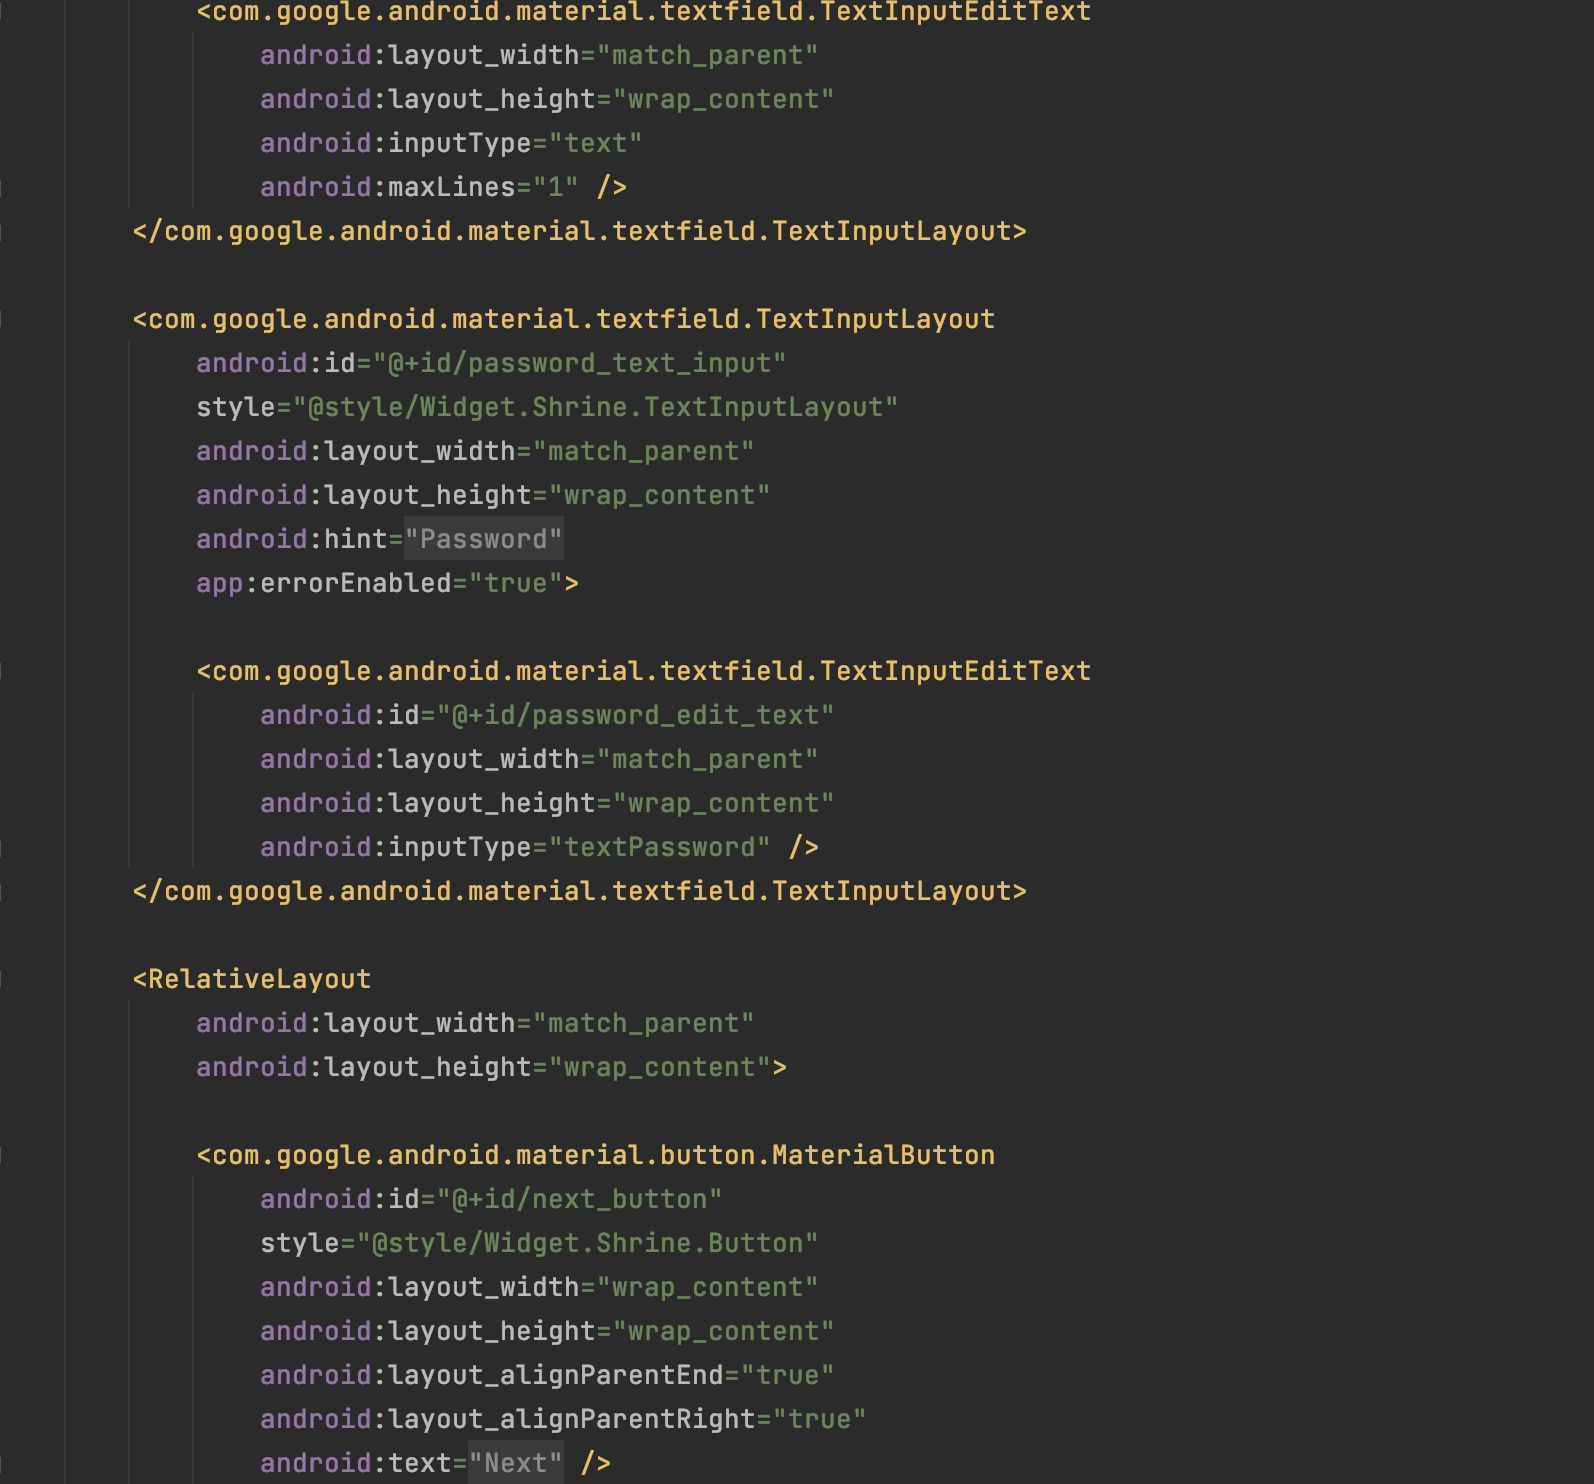 <com.google.android.material.textfield.TextInputEditText
android:layout_width="match_parent"
android:layout_height="wrap_content"
android:inputType="text"
android:maxLines="1" />
</com.google.android.material.textfield.TextInputLayout>
<com.google.android.material.textfield.TextInputLayout
android:id="@+id/password_text_input"
style="@style/Widget.Shrine.TextInputLayout"
android:layout_width="match_parent"
android:layout_height="wrap_content"
android:hint="Password"
app:errorEnabled="true">
<com.google.android.material.textfield.TextInputEditText
android:id="@+id/password_edit_text"
android:layout_width="match_parent"
android:layout_height="wrap_content"
android:inputType="textPassword" />
</com.google.android.material.textfield.TextInputLayout>
<RelativeLayout
android:layout_width="match_parent"
android:layout_height="wrap_content">
<com.google.android.material.button.MaterialButton
android:id="@+id/next_button"
style="@style/Widget.Shrine.Button"
android:layout_width="wrap_content"
android:layout_height="wrap_content"
android:layout_alignParentEnd="true"
android:layout_alignParentRight="true"
android:text="Next" />